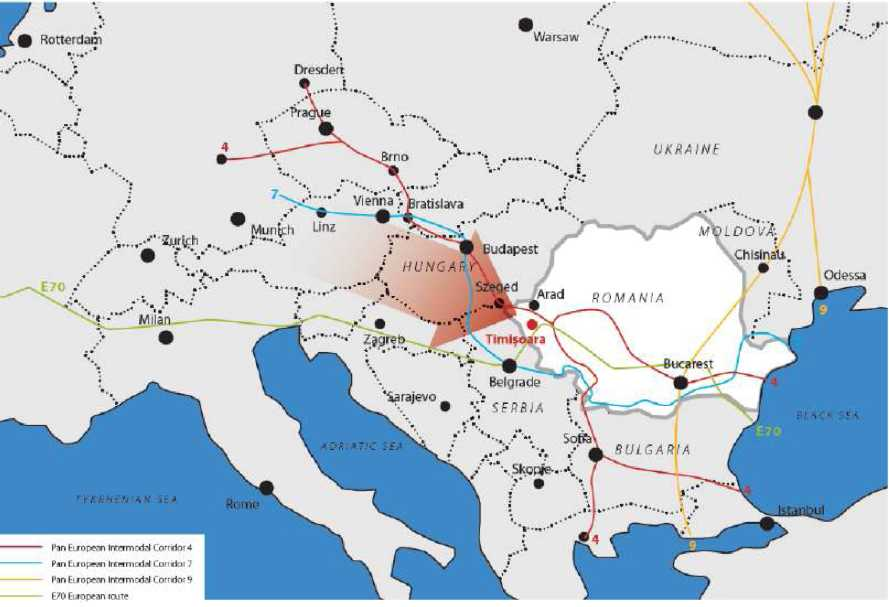 Rotterdam
Warsaw
Dresden
Prague
4
Brno
UKRAINE
7
Vienna
Bratislava
Linz
Munich
Zurich
MOLDOVA
Budapest
Chisinau
HUNGARY
Odessa
Szeged
Arad
ROMANIA
E70
9
Milan
Zagreb
Timişoara
Bucarest
Belgrade
4
Sarajevo
SERBIA
BLACK SEA
E70
ADRIATIC SEA
Sofia
BULGARIA
Skopje
4
TYRRHENIAN SEA
Rome
Istanbul
4
9
Pan European Intermodal Corridor 4
Pan European Intermodal Corridor 7
Pan European Intermodal Corridor 9
E70 European route